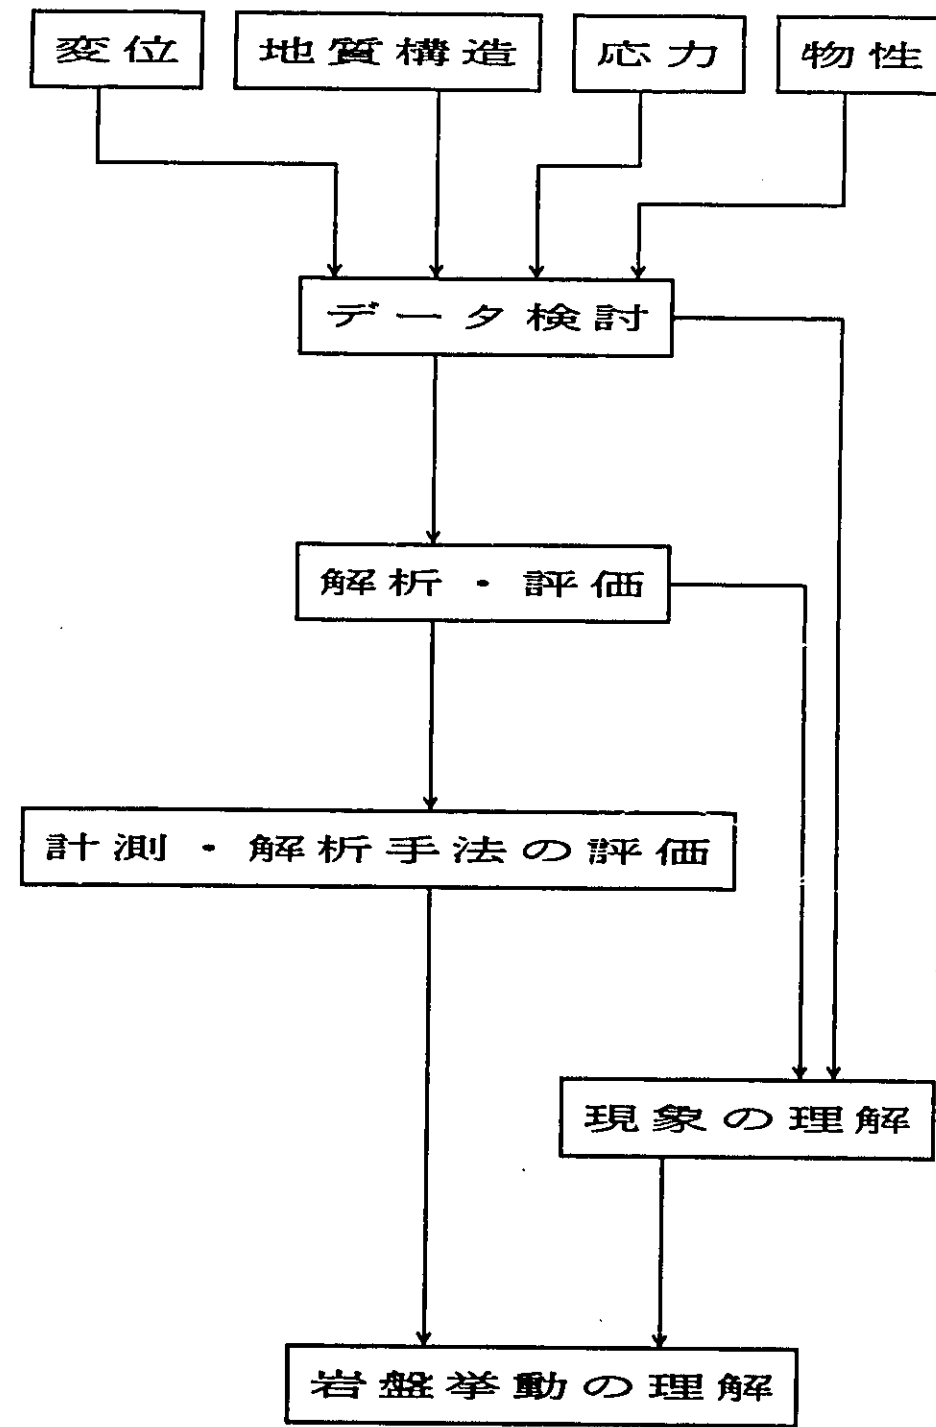 変位
地質構造
応力
物性
データ検討
解析・評価
計測・解析手法の評価
現象の理解
岩盤挙動の理解